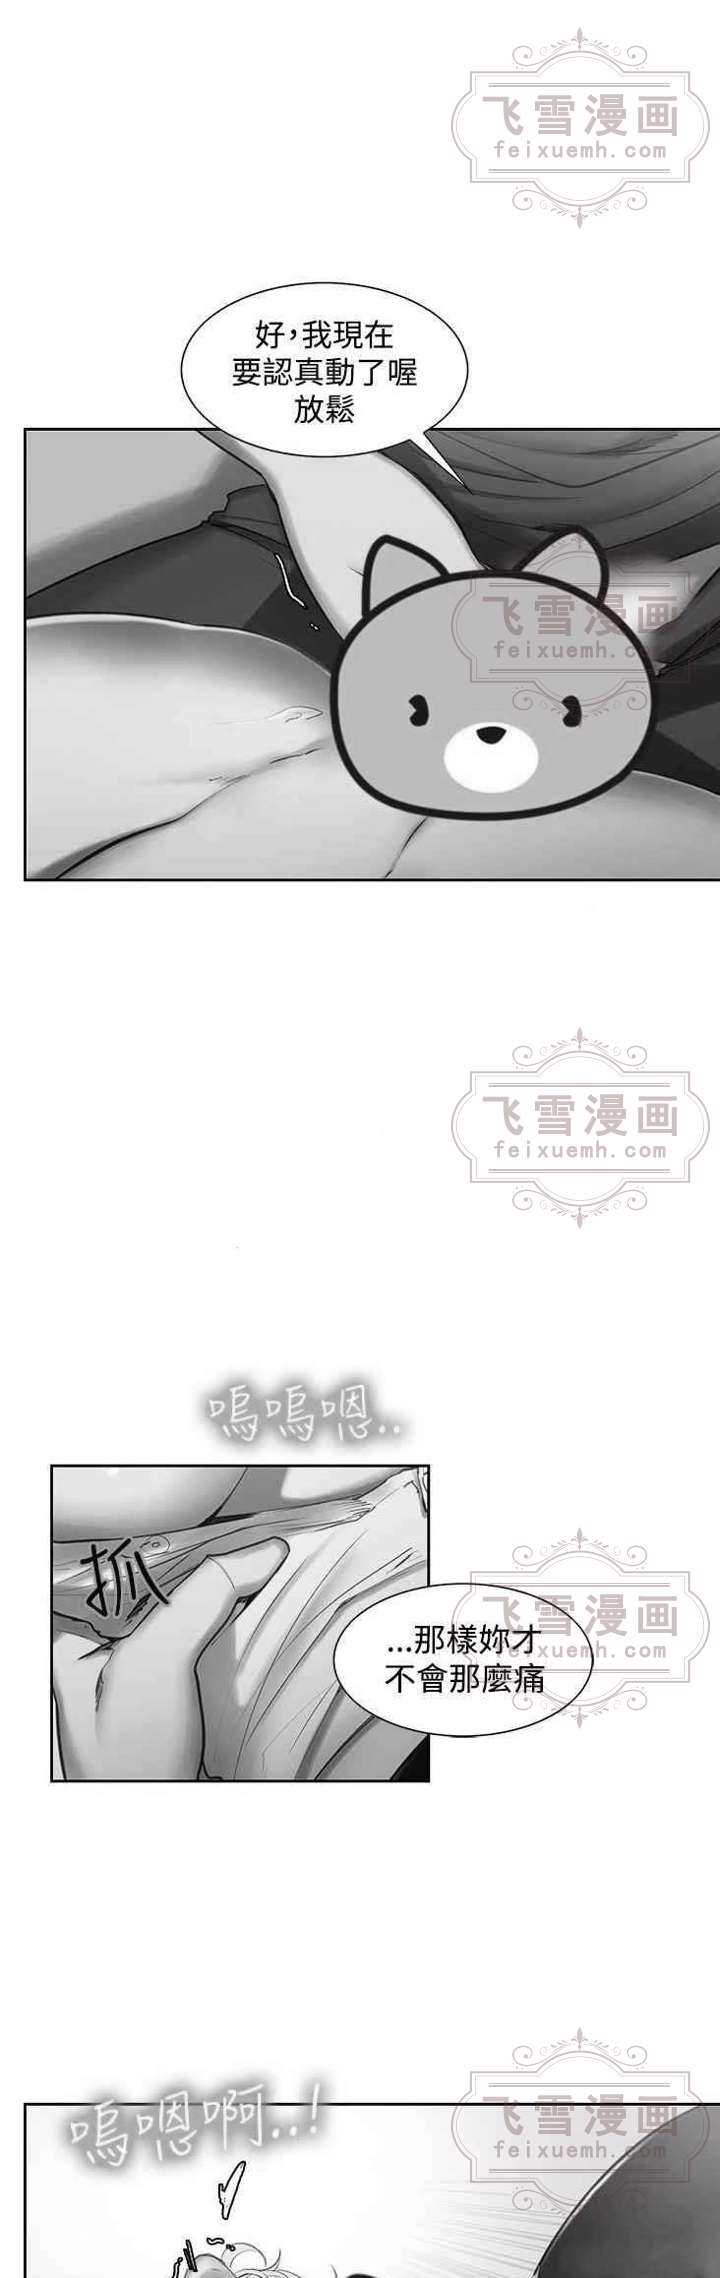 飞雪漫画
feixuemh.com
好，我現在
要認真動了喔
放鬆
飞雪漫画
feixuemh.com
飞雪漫画
feixuemh.com
嗚嗚嗯..
抓
飞雪漫画
feixuemh.com
...那樣妳才
不會那麼痛
嗚嗯啊..!
飞雪漫画
feixuemh.com